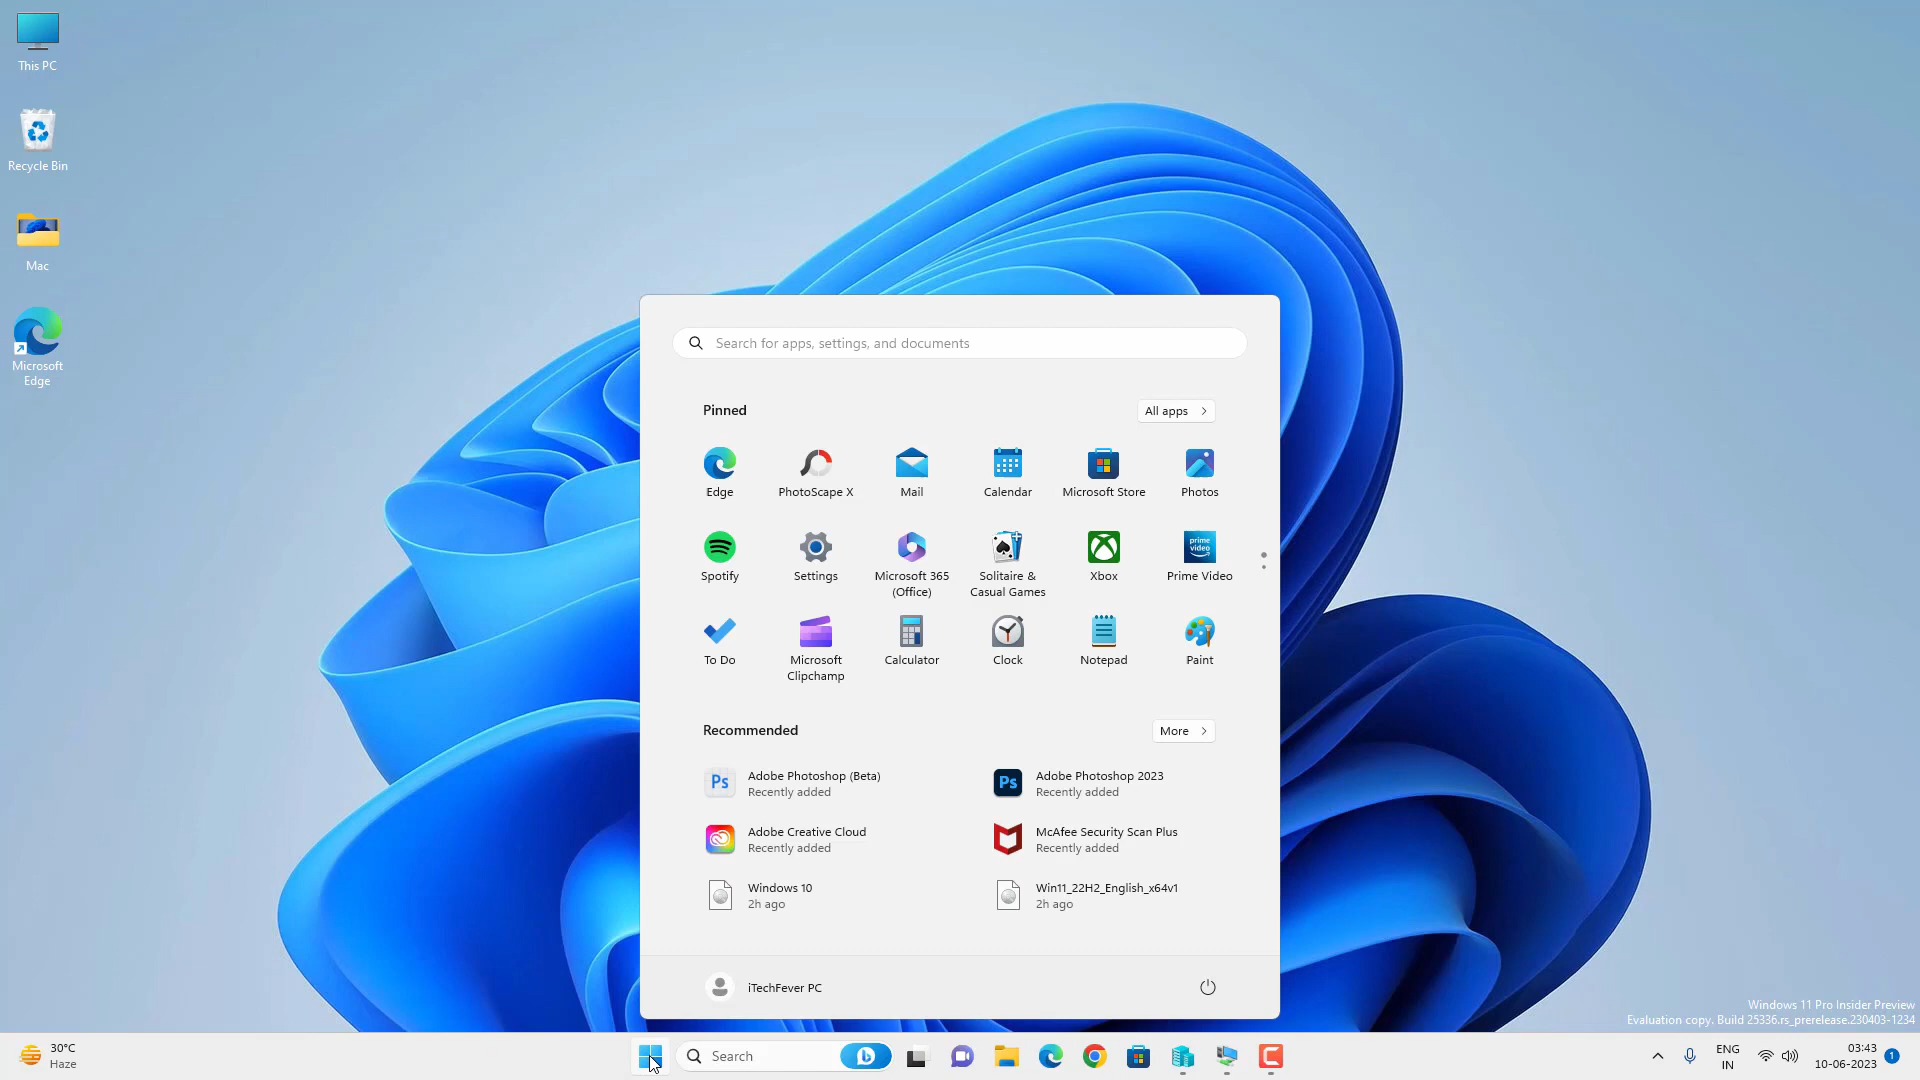 This PC
Recycle Bin
Mac
Microsoft
Edge
Search for apps, settings, and documents
Pinned
All apps
Edge
PhotoScape X
Mail
Calendar
Microsoft Store
Photos
prime
video
Spotify
Settings
Microsoft 365
(Office)
Solitaire &
Casual Games
Xbox
Prime Video
To Do
Microsoft
Clipchamp
Calculator
Clock
Notepad
Paint
Recommended
More
Ps
Adobe Photoshop (Beta)
Recently added
Ps
Adobe Photoshop 2023
Recently added
Adobe Creative Cloud
Recently added
McAfee Security Scan Plus
Recently added
Windows 10
2h ago
Win11_22H2_English_x64v1
2h ago
iTechFever PC
Windows 11 Pro Insider Preview
Evaluation copy. Build 25336.rs_prerelease.230403-1234
30°C
Haze
Search
ENG
IN
03:43
10-06-2023
1